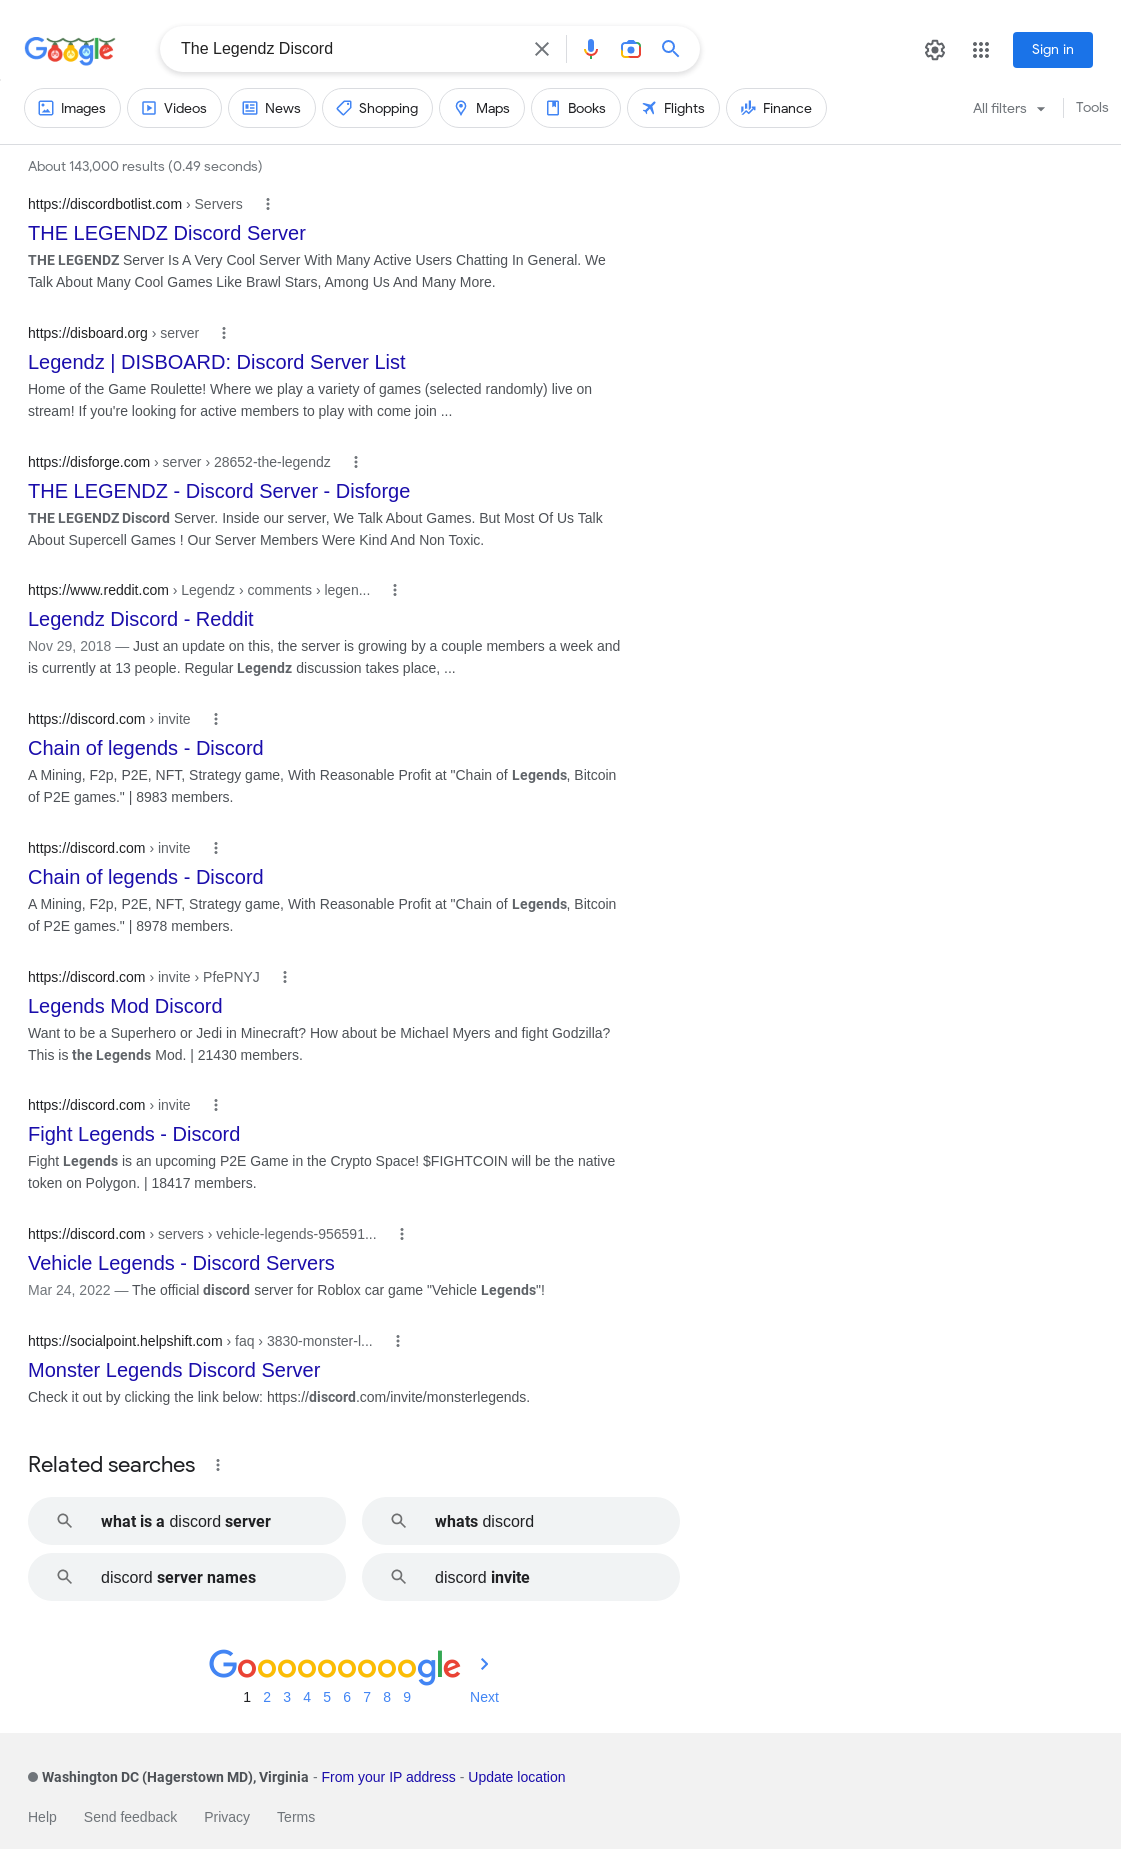 Google
The Legendz Discord
Sign in
Images Videos News Shopping Maps Books Flights Finance All filters Tools
About 143,000 results (0.49 seconds)
https://discordbotlist.com › Servers
THE LEGENDZ Discord Server
THE LEGENDZ Server Is A Very Cool Server With Many Active Users Chatting In General. We
Talk About Many Cool Games Like Brawl Stars, Among Us And Many More.
https://disboard.org › server
Legendz | DISBOARD: Discord Server List
Home of the Game Roulette! Where we play a variety of games (selected randomly) live on
stream! If you're looking for active members to play with come join ...
https://disforge.com › server › 28652-the-legendz
THE LEGENDZ - Discord Server - Disforge
THE LEGENDZ Discord Server. Inside our server, We Talk About Games. But Most Of Us Talk
About Supercell Games ! Our Server Members Were Kind And Non Toxic.
https://www.reddit.com › Legendz › comments › legen...
Legendz Discord - Reddit
Nov 29, 2018 — Just an update on this, the server is growing by a couple members a week and
is currently at 13 people. Regular Legendz discussion takes place, ...
https://discord.com › invite
Chain of legends - Discord
A Mining, F2p, P2E, NFT, Strategy game, With Reasonable Profit at "Chain of Legends, Bitcoin
of P2E games." | 8983 members.
https://discord.com › invite
Chain of legends - Discord
A Mining, F2p, P2E, NFT, Strategy game, With Reasonable Profit at "Chain of Legends, Bitcoin
of P2E games." | 8978 members.
https://discord.com › invite › PfePNYJ
Legends Mod Discord
Want to be a Superhero or Jedi in Minecraft? How about be Michael Myers and fight Godzilla?
This is the Legends Mod. | 21430 members.
https://discord.com › invite
Fight Legends - Discord
Fight Legends is an upcoming P2E Game in the Crypto Space! $FIGHTCOIN will be the native
token on Polygon. | 18417 members.
https://discord.com › servers › vehicle-legends-956591...
Vehicle Legends - Discord Servers
Mar 24, 2022 — The official discord server for Roblox car game "Vehicle Legends"!
https://socialpoint.helpshift.com › faq › 3830-monster-l...
Monster Legends Discord Server
Check it out by clicking the link below: https://discord.com/invite/monsterlegends.
Related searches
what is a discord server
whats discord
discord server names
discord invite
Gooooooooogle
1 2 3 4 5 6 7 8 9 Next
Washington DC (Hagerstown MD), Virginia - From your IP address - Update location
Help Send feedback Privacy Terms